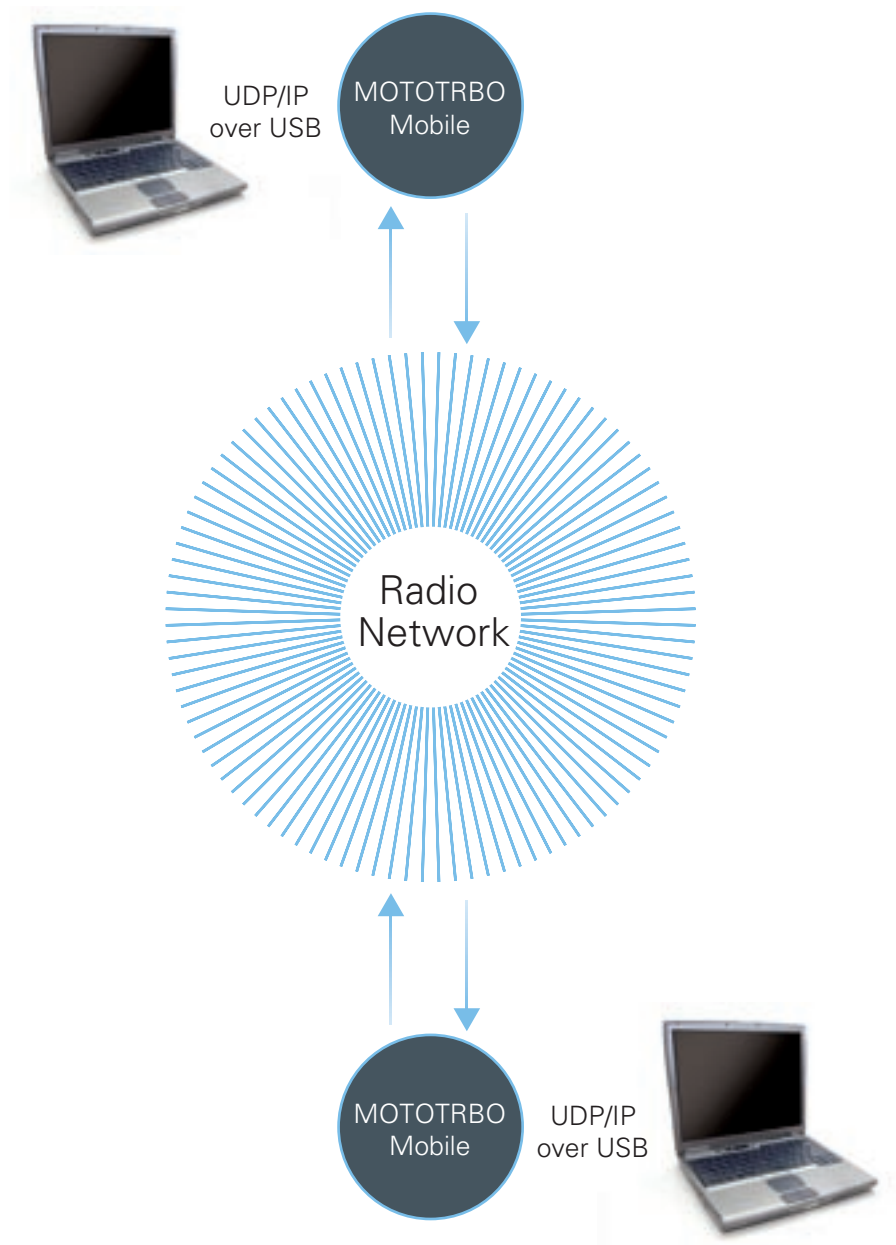 UDP/IP
over USB
MOTOTRBO
Mobile
Radio
Network
MOTOTRBO
Mobile
UDP/IP
over USB